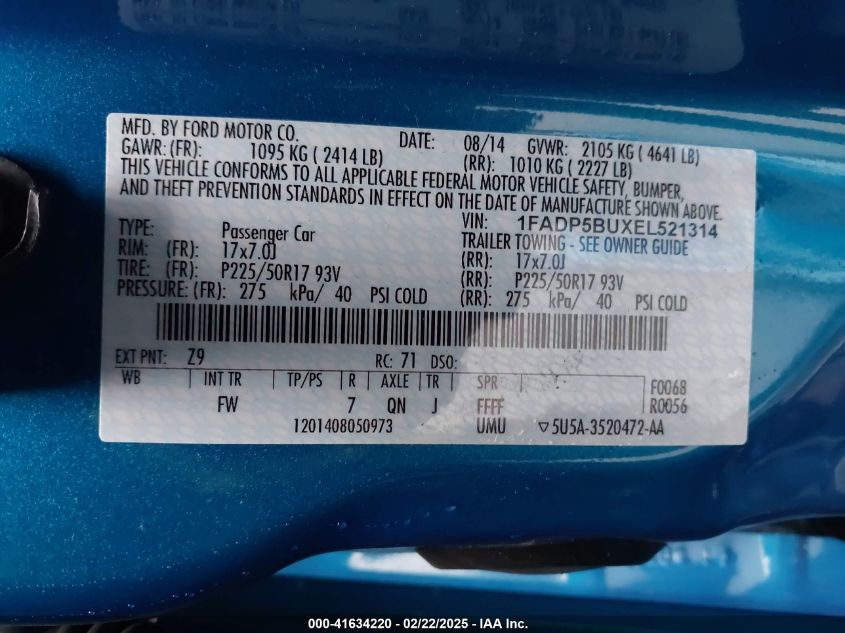 MFD. BY FORD MOTOR CO. DATE: 08/14 GVWR: 2105 KG ( 4641 LB)
GAWR: (FR): 1095 KG ( 2414 LB) (RR): 1010 KG ( 2227 LB)
THIS VEHICLE CONFORMS TO ALL APPLICABLE FEDERAL MOTOR VEHICLE SAFETY, BUMPER,
AND THEFT PREVENTION STANDARDS IN EFFECT ON THE DATE OF MANUFACTURE SHOWN ABOVE.
VIN: 1FADP5BUXEL521314
TYPE: Passenger Car TRAILER TOWING - SEE OWNER GUIDE
RIM: (FR): 17x7.0J (RR): 17x7.0J
TIRE: (FR): P225/50R17 93V (RR): P225/50R17 93V
PRESSURE: (FR): 275 kPa/ 40 PSI COLD (RR): 275 kPa/ 40 PSI COLD
EXT PNT: Z9 RC: 71 DSO:
WB INT TR TP/PS R AXLE TR SPR F0068
FW 7 QN J FFFF R0056
1201408050973 UMU ▽5U5A-3520472-AA
000-41634220 - 02/22/2025 - IAA Inc.